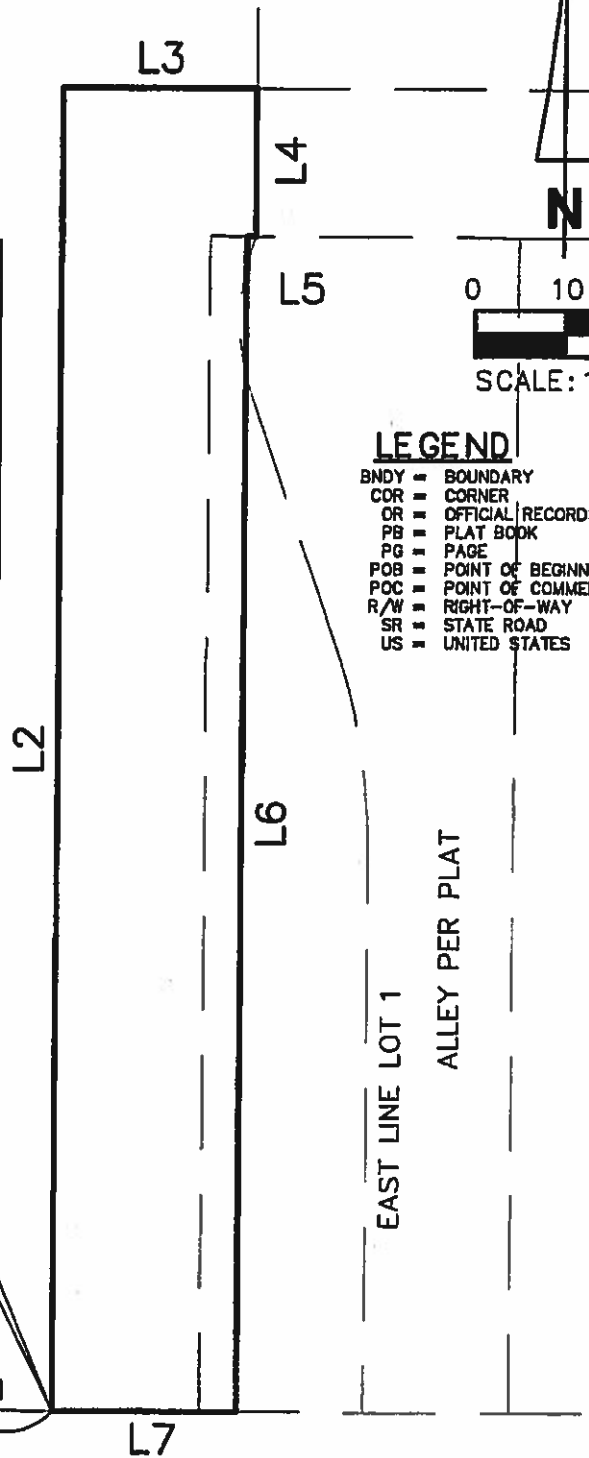 L3
L4
N
L5
0 10
SCALE: 1
LEGEND
BNDY = BOUNDARY
COR = CORNER
OR = OFFICIAL RECORD
PB = PLAT BOOK
PG = PAGE
POB = POINT OF BEGINN
POC = POINT OF COMME
R/W = RIGHT-OF-WAY
SR = STATE ROAD
US = UNITED STATES
L2
L6
ALLEY PER PLAT
EAST LINE LOT 1
L7